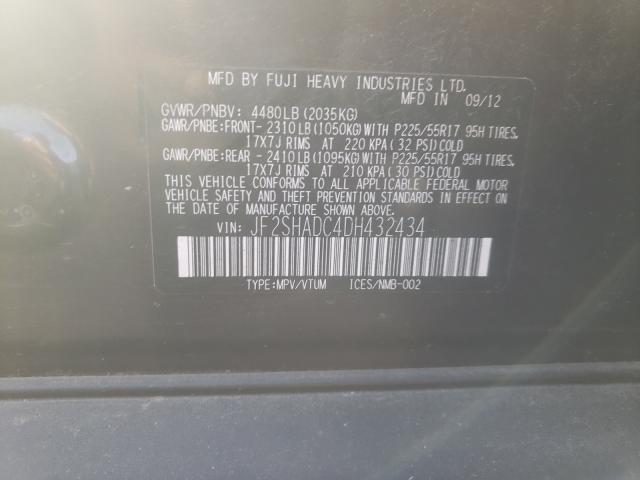 MFD BY FUJI HEAVY INDUSTRIES LTD.
MFD IN 09/12
GVWR/PNBV: 4480LB (2035KG)
GAWR/PNBE:FRONT- 2310LB (1050KG) WITH P225/55R17 95H TIRES.
17X7J RIMS AT 220 KPA (32 PSI) COLD
GAWR/PNBE:REAR - 2410LB (1095KG) WITH P225/55R17 95H TIRES.
17X7J RIMS AT 210 KPA (30 PSI) COLD
THIS VEHICLE CONFORMS TO ALL APPLICABLE FEDERAL MOTOR
VEHICLE SAFETY AND THEFT PREVENTION STANDARDS IN EFFECT
ON THE DATE OF MANUFACTURE SHOWN ABOVE.
VIN: JF2SHADC4DH432434
TYPE:MPV/VTUM ICES/NMB-002